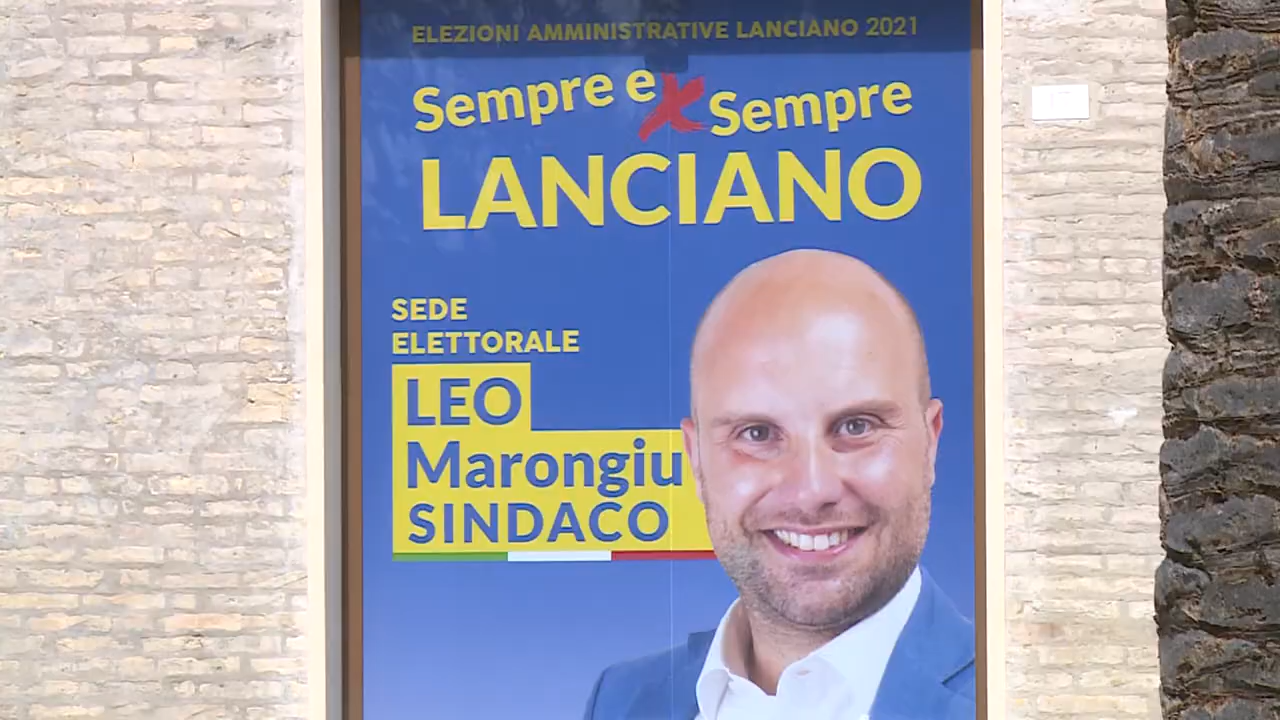 ELEZIONI AMMINISTRATIVE LANCIANO 2021
Sempre e X Sempre
LANCIANO
SEDE
ELETTORALE
LEO
Marongiu
SINDACO